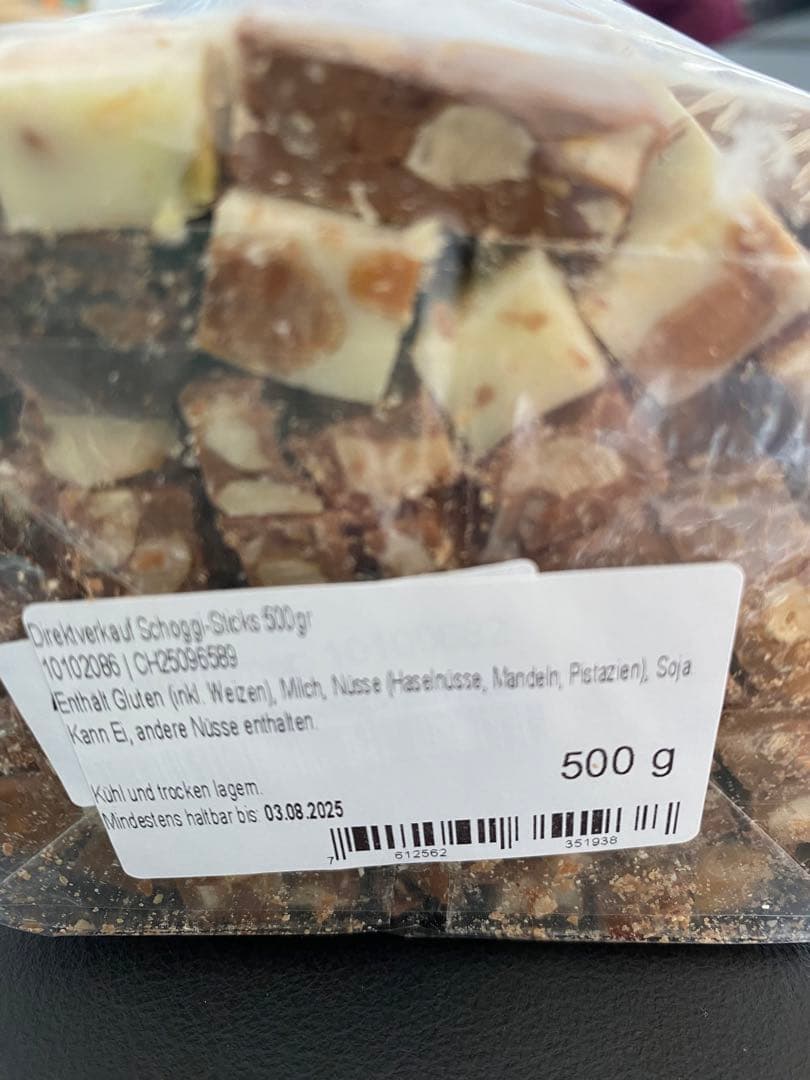 Direktverkauf Schoggi-Sticks 500gr
10102086 | CH25096589
Enthält Gluten (inkl. Weizen), Milch, Nüsse (Haselnüsse, Mandeln, Pistazien), Soja.
Kann Ei, andere Nüsse enthalten.
500 g
Kühl und trocken lagern.
Mindestens haltbar bis: 03.08.2025
7 612562 351938